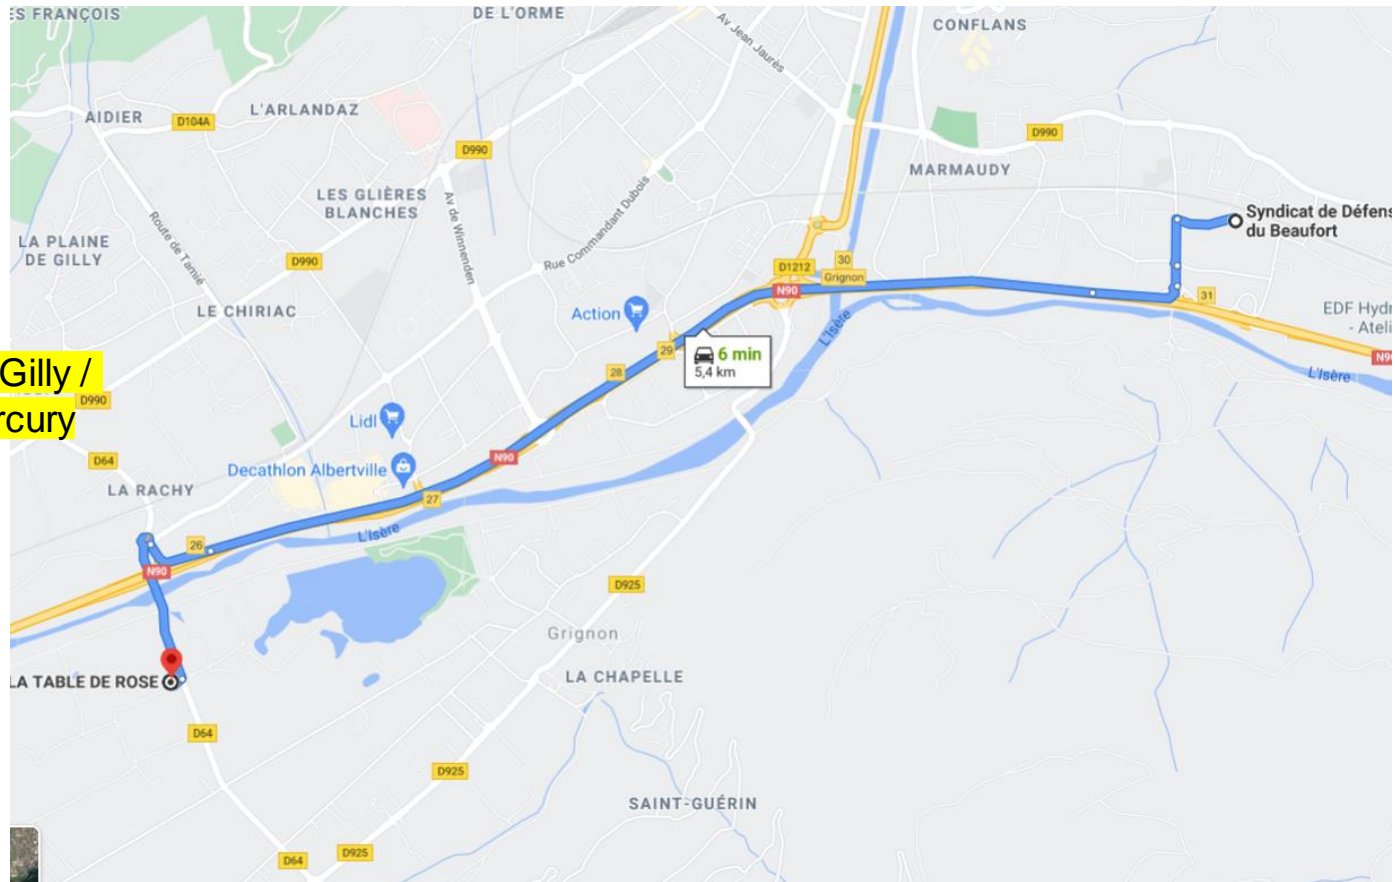 ES FRANÇOIS
DE L'ORME
Av Jean Jaurès
CONFLANS
L'ARLANDAZ
AIDIER
D104A
D990
D990
MARMAUDY
LES GLIÈRES
BLANCHES
Av de Winnenden
Rue Commandant Dubois
Route de Tamié
Syndicat de Défens
du Beaufort
LA PLAINE
DE GILLY
D990
D1212
30
Grignon
N90
31
LE CHIRIAC
Action
EDF Hydr
- Ateli
L'Isère
29
6 min
5,4 km
N90
28
L'Isère
Gilly /
rcury
D990
Lidl
D64
N90
Decathlon Albertville
LA RACHY
27
L'Isère
26
N90
D925
Grignon
LA TABLE DE ROSE
LA CHAPELLE
D64
D925
SAINT-GUÉRIN
D64
D925